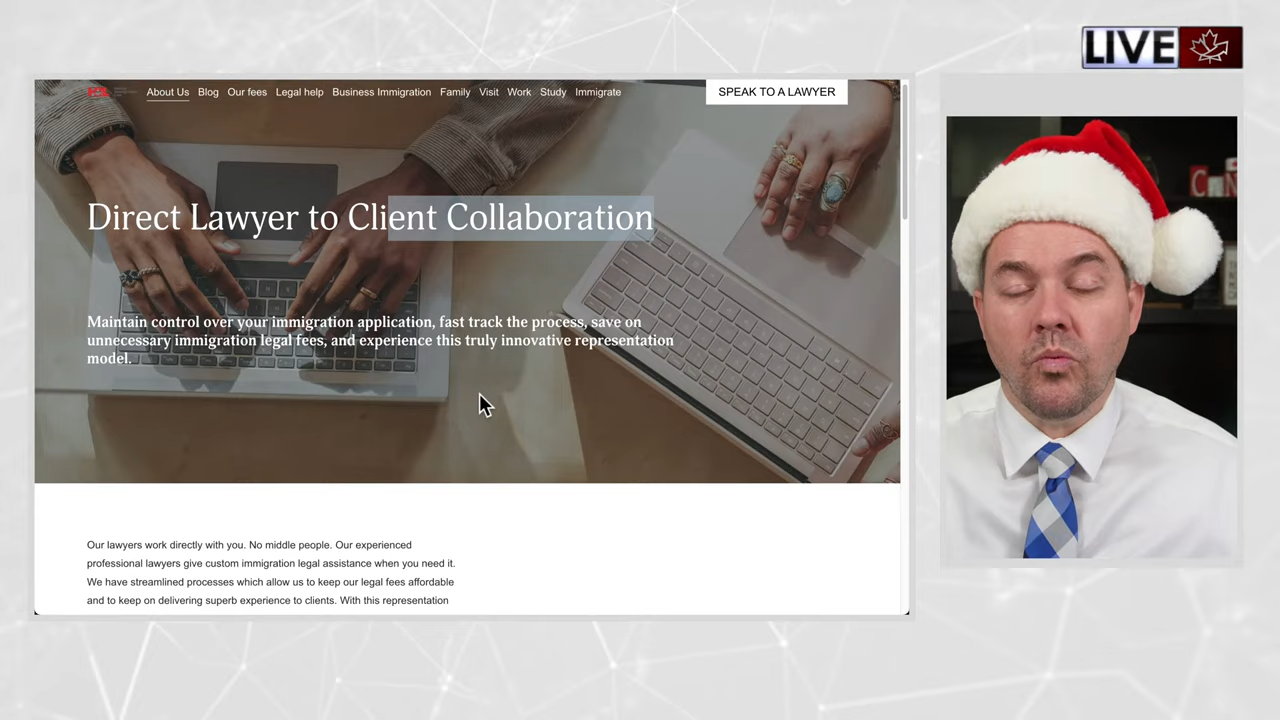 LIVE
About Us Blog Our fees Legal help Business Immigration Family Visit Work Study Immigrate
SPEAK TO A LAWYER
Direct Lawyer to Client Collaboration
Maintain control over your immigration application, fast track the process, save on
unnecessary immigration legal fees, and experience this truly innovative representation
model.
Our lawyers work directly with you. No middle people. Our experienced
professional lawyers give custom immigration legal assistance when you need it.
We have streamlined processes which allow us to keep our legal fees affordable
and to keep on delivering superb experience to clients. With this representation